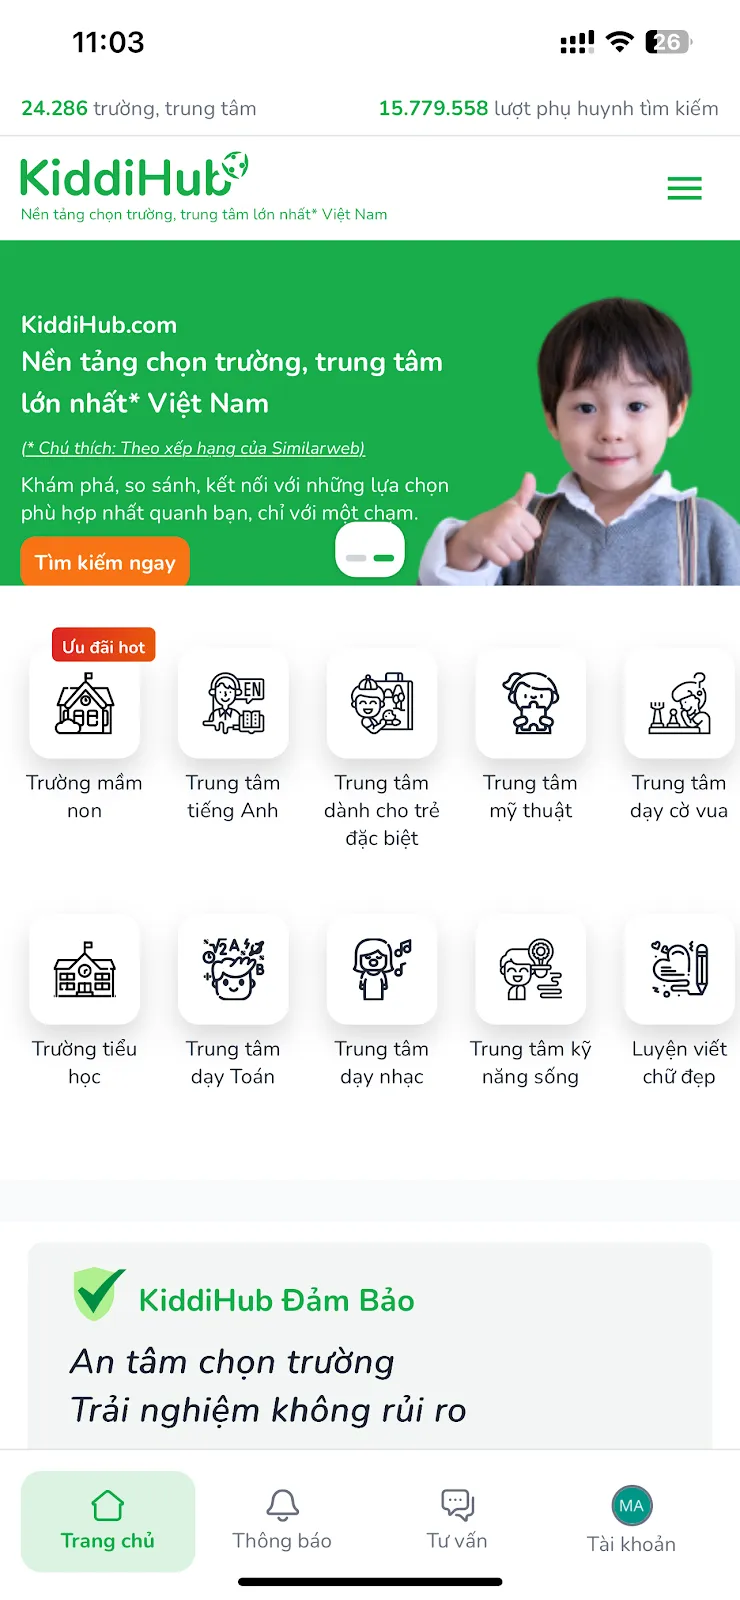 11:03
26
24.286 trường, trung tâm
15.779.558 lượt phụ huynh tìm kiếm
KiddiHub
Nền tảng chọn trường, trung tâm lớn nhất* Việt Nam
KiddiHub.com
Nền tảng chọn trường, trung tâm
lớn nhất* Việt Nam
(* Chú thích: Theo xếp hạng của Similarweb)
Khám phá, so sánh, kết nối với những lựa chọn
phù hợp nhất quanh bạn, chỉ với một chạm.
Tìm kiếm ngay
Ưu đãi hot
EN
Trường mầm
non
Trung tâm
tiếng Anh
Trung tâm
dành cho trẻ
đặc biệt
Trung tâm
mỹ thuật
Trung tâm
dạy cờ vua
Trường tiểu
học
Trung tâm
dạy Toán
Trung tâm
dạy nhạc
Trung tâm kỹ
năng sống
Luyện viết
chữ đẹp
KiddiHub Đảm Bảo
An tâm chọn trường
Trải nghiệm không rủi ro
Trang chủ
Thông báo
Tư vấn
MA
Tài khoản